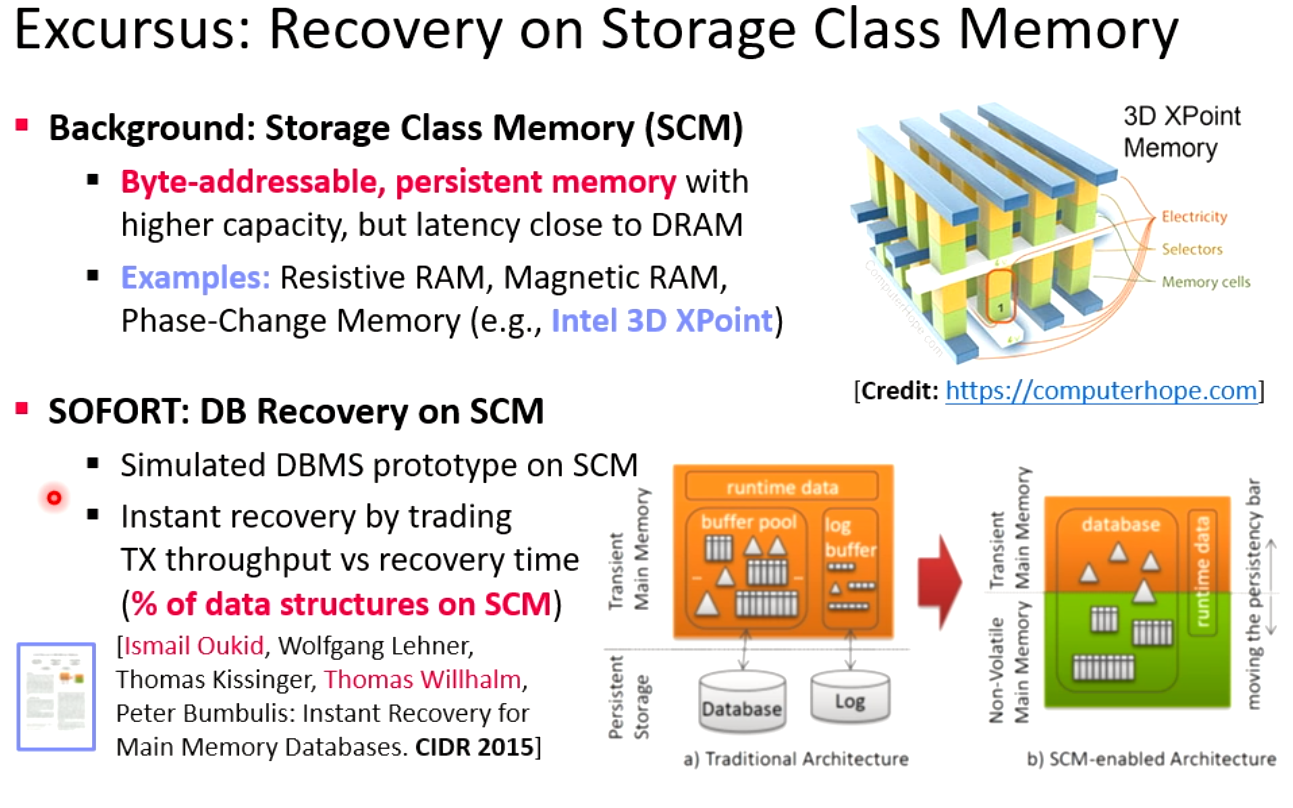 Excursus: Recovery on Storage Class Memory
▪ Background: Storage Class Memory (SCM)
▪ Byte-addressable, persistent memory with
higher capacity, but latency close to DRAM
▪ Examples: Resistive RAM, Magnetic RAM,
Phase-Change Memory (e.g., Intel 3D XPoint)
3D XPoint
Memory
Electricity
Selectors
Memory cells
1
ComputerHope.com
[Credit: https://computerhope.com]
▪ SOFORT: DB Recovery on SCM
▪ Simulated DBMS prototype on SCM
▪ Instant recovery by trading
TX throughput vs recovery time
(% of data structures on SCM)
[Ismail Oukid, Wolfgang Lehner,
Thomas Kissinger, Thomas Willhalm,
Peter Bumbulis: Instant Recovery for
Main Memory Databases. CIDR 2015]
Transient
Main Memory
Persistent
Storage
runtime data
buffer pool
log
buffer
Database
Log
a) Traditional Architecture
Transient
Main Memory
Non-Volatile
Main Memory
database
runtime data
moving the persistency bar
b) SCM-enabled Architecture